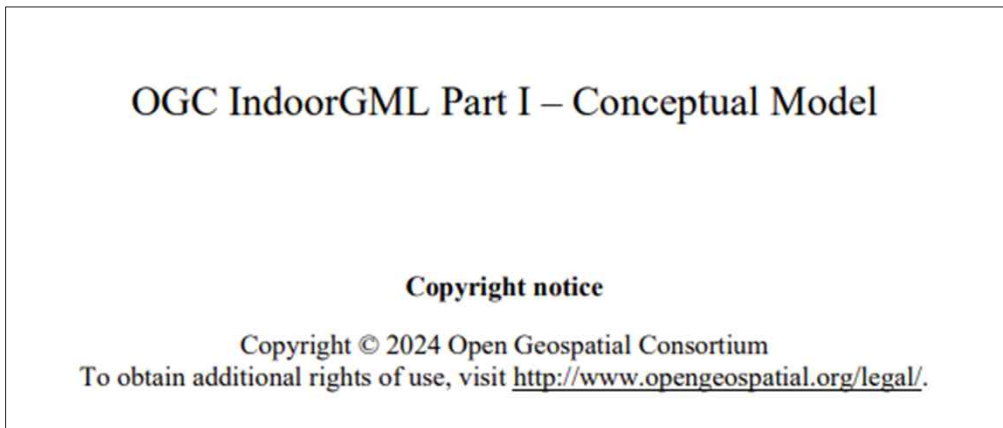 OGC IndoorGML Part I – Conceptual Model
Copyright notice
Copyright © 2024 Open Geospatial Consortium
To obtain additional rights of use, visit http://www.opengeospatial.org/legal/.